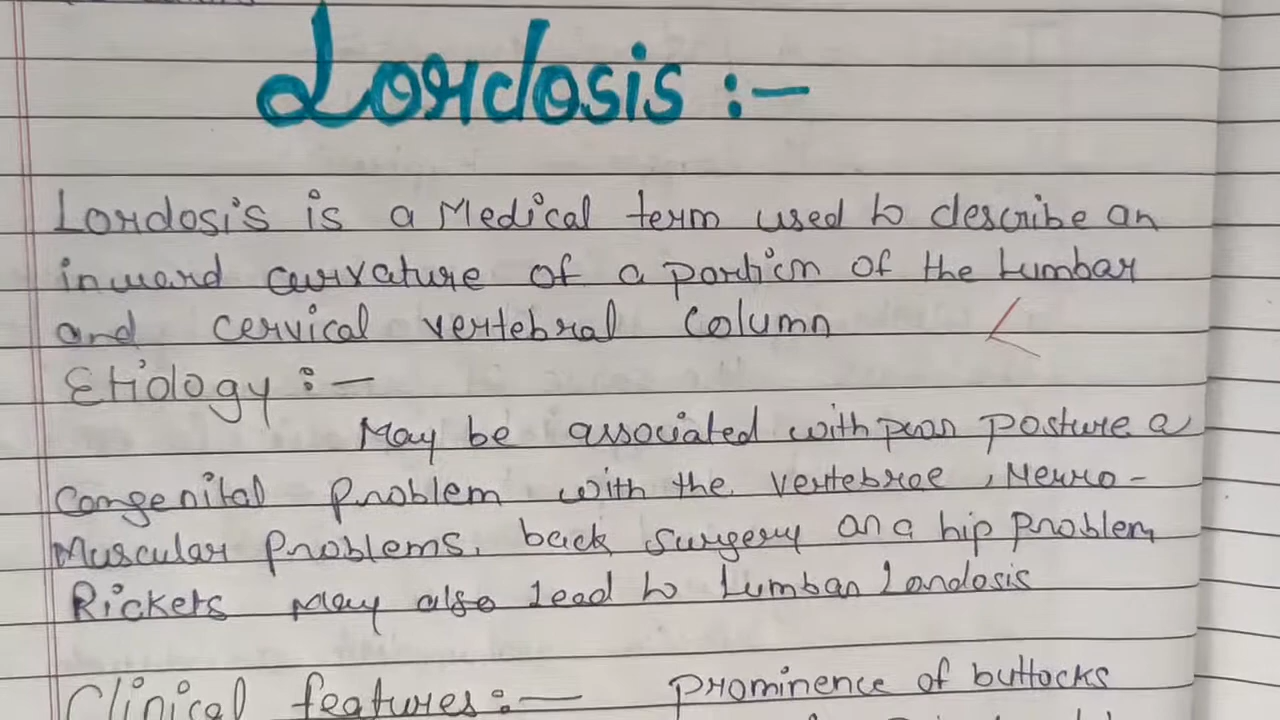 Lordosis :-
Lordosis is a Medical term used to describe an
inward curvature of a portion of the Lumbar
and cervical vertebral column
Etiology :-
May be associated with poor posture a
Congenital Problem with the vertebrae, Neuro-
Muscular Problems, back surgery or a hip Problem
Rickets May also lead to Lumbar Lordosis
Clinical features :- prominence of buttocks